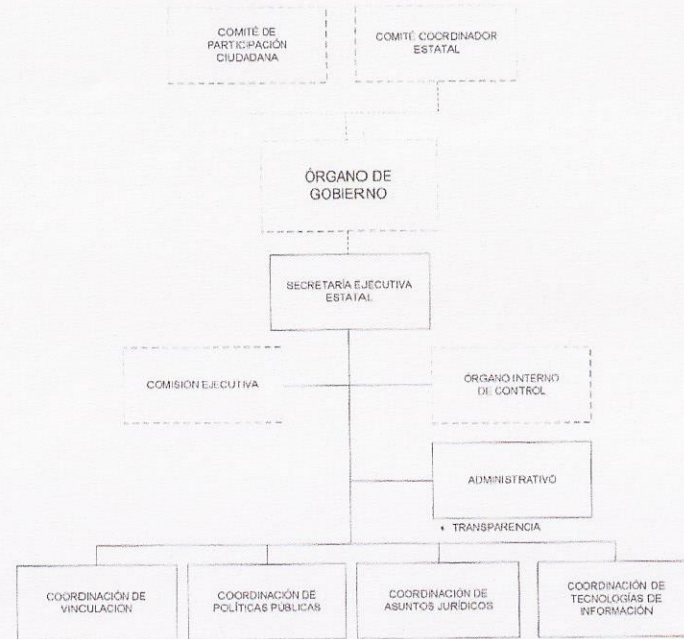 COMITÉ DE
PARTICIPACIÓN
CIUDADANA
COMITÉ COORDINADOR
ESTATAL
ÓRGANO DE
GOBIERNO
SECRETARÍA EJECUTIVA
ESTATAL
COMISIÓN EJECUTIVA
ÓRGANO INTERNO
DE CONTROL
ADMINISTRATIVO
• TRANSPARENCIA
COORDINACIÓN DE
VINCULACIÓN
COORDINACIÓN DE
POLÍTICAS PÚBLICAS
COORDINACIÓN DE
ASUNTOS JURÍDICOS
COORDINACIÓN DE
TECNOLOGÍAS DE
INFORMACIÓN